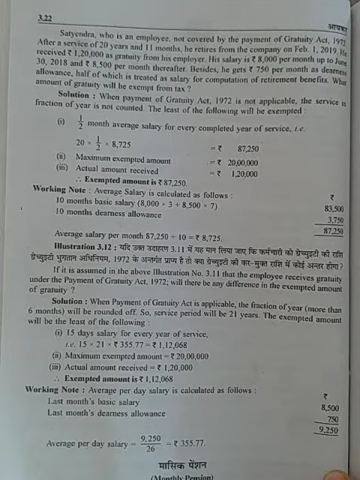 3.22
आयकर
Satyendra, who is an employee, not covered by the payment of Gratuity Act, 1972.
After a service of 20 years and 11 months, he retires from the company on Feb. 1, 2019. He
received ₹ 1,20,000 as gratuity from his employer. His salary is ₹ 8,000 per month up to June
30, 2018 and ₹ 8,500 per month thereafter. Besides, he gets ₹ 750 per month as dearness
allowance, half of which is treated as salary for computation of retirement benefits. What
amount of gratuity will be exempt from tax ?
Solution : When payment of Gratuity Act, 1972 is not applicable, the service in
fraction of year is not counted. The least of the following will be exempted :
(i) 1/2 month average salary for every completed year of service, i.e.
20 × 1/2 × 8,725 = ₹ 87,250
(ii) Maximum exempted amount = ₹ 20,00,000
(iii) Actual amount received = ₹ 1,20,000
∴ Exempted amount is ₹ 87,250.
Working Note : Average Salary is calculated as follows : ₹
10 months basic salary (8,000 × 3 + 8,500 × 7) 83,500
10 months dearness allowance 3,750
87,250
Average salary per month 87,250 ÷ 10 = ₹ 8,725.
Illustration 3.12 : यदि उक्त उदाहरण 3.11 में यह मान लिया जाए कि कर्मचारी को ग्रेच्युइटी की राशि
ग्रेच्युइटी भुगतान अधिनियम, 1972 के अन्तर्गत प्राप्त है तो क्या ग्रेच्युइटी की कर-मुक्त राशि में कोई अन्तर होगा ?
If it is assumed in the above Illustration No. 3.11 that the employee receives gratuity
under the Payment of Gratuity Act, 1972; will there be any difference in the exempted amount
of gratuity ?
Solution : When Payment of Gratuity Act is applicable, the fraction of year (more than
6 months) will be rounded off. So, service period will be 21 years. The exempted amount
will be the least of the following :
(i) 15 days salary for every year of service,
i.e. 15 × 21 × ₹ 355.77 = ₹ 1,12,068
(ii) Maximum exempted amount = ₹ 20,00,000
(iii) Actual amount received = ₹ 1,20,000
∴ Exempted amount is ₹ 1,12,068
Working Note : Average per day salary is calculated as follows : ₹
Last month's basic salary 8,500
Last month's dearness allowance 750
9,250
Average per day salary = 9,250/26 = ₹ 355.77.
मासिक पेंशन
(Monthly Pension)